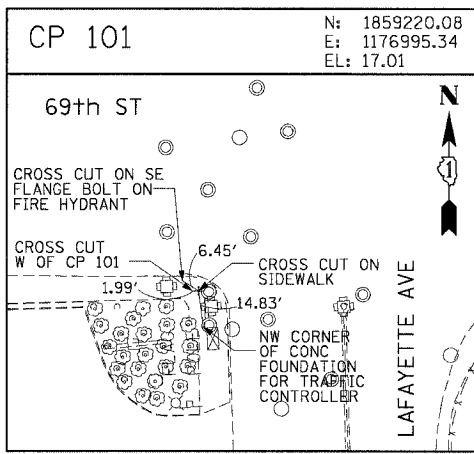 CP 101
N: 1859220.08
E: 1176995.34
EL: 17.01
69th ST
N
1
CROSS CUT ON SE
FLANGE BOLT ON
FIRE HYDRANT
CROSS CUT
W OF CP 101
6.45'
1.99'
CROSS CUT ON
SIDEWALK
14.83'
NW CORNER
OF CONC
FOUNDATION
FOR TRAFFIC
CONTROLLER
LAFAYETTE AVE